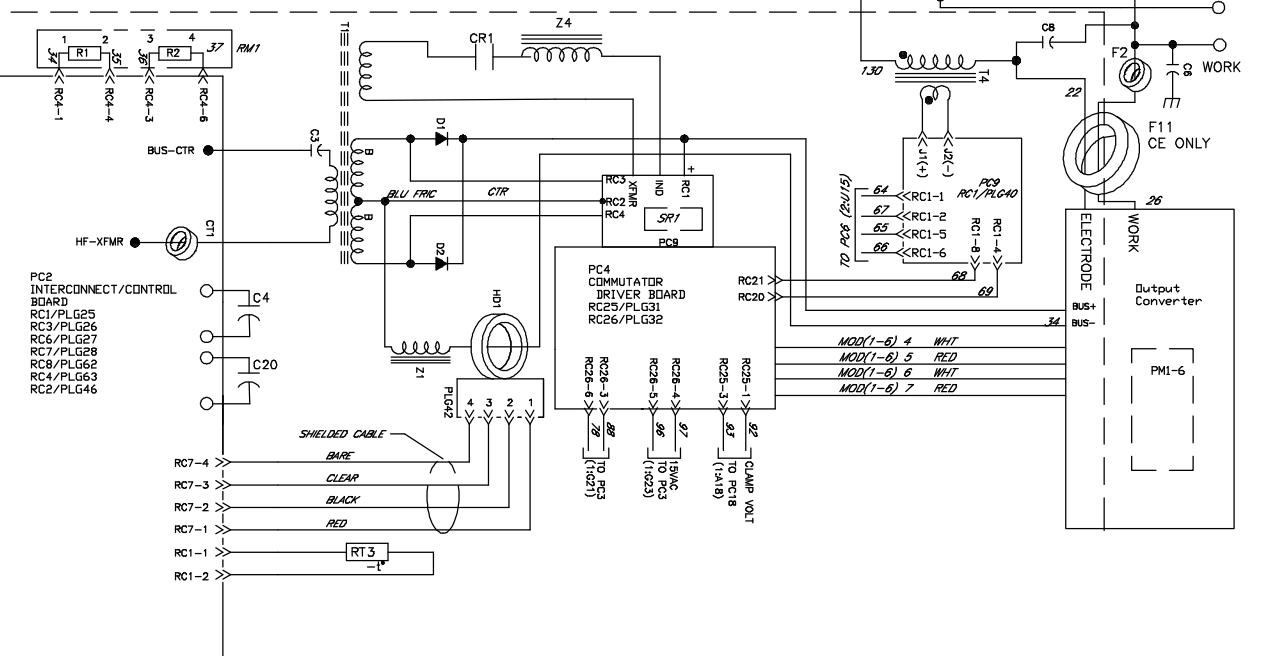 T1
Z4
CR1
C8
F2
C6
WORK
130
T4
22
F11
CE ONLY
1
2
3
4
37
RM1
R1
R2
34
35
36
RC4-1
RC4-4
RC4-3
RC4-6
C3
BUS-CTR
CT1
HF-XFMR
B
B
D1
D2
BLU FRIC
CTR
RC3
RC2
RC4
XFMR
IND
RC1
+
SR1
PC9
TO PC6 (2:U15)
64
67
65
66
RC1-1
RC1-2
RC1-5
RC1-6
J1(+)
J2(-)
PC9
RC1/PLG40
RC1-8
RC1-4
68
69
26
ELECTRODE
WORK
BUS+
34
BUS-
Output
Converter
PM1-6
PC2
INTERCONNECT/CONTROL
BOARD
RC1/PLG25
RC3/PLG26
RC6/PLG27
RC7/PLG28
RC8/PLG62
RC4/PLG63
RC2/PLG46
C4
C20
HD1
Z1
PC4
COMMUTATOR
DRIVER BOARD
RC25/PLG31
RC26/PLG32
RC21
RC20
MOD(1-6) 4 WHT
MOD(1-6) 5 RED
MOD(1-6) 6 WHT
MOD(1-6) 7 RED
RC26-6
RC26-3
RC26-5
RC26-4
RC25-3
RC25-1
78
88
96
97
93
92
TO PC3
(1:G21)
15VAC
TO PC3
(1:G23)
CLAMP VOLT
TO PC18
(1:A18)
PLG42
4 3 2 1
SHIELDED CABLE
RC7-4
BARE
RC7-3
CLEAR
RC7-2
BLACK
RC7-1
RED
RC1-1
RT3
-t°
RC1-2